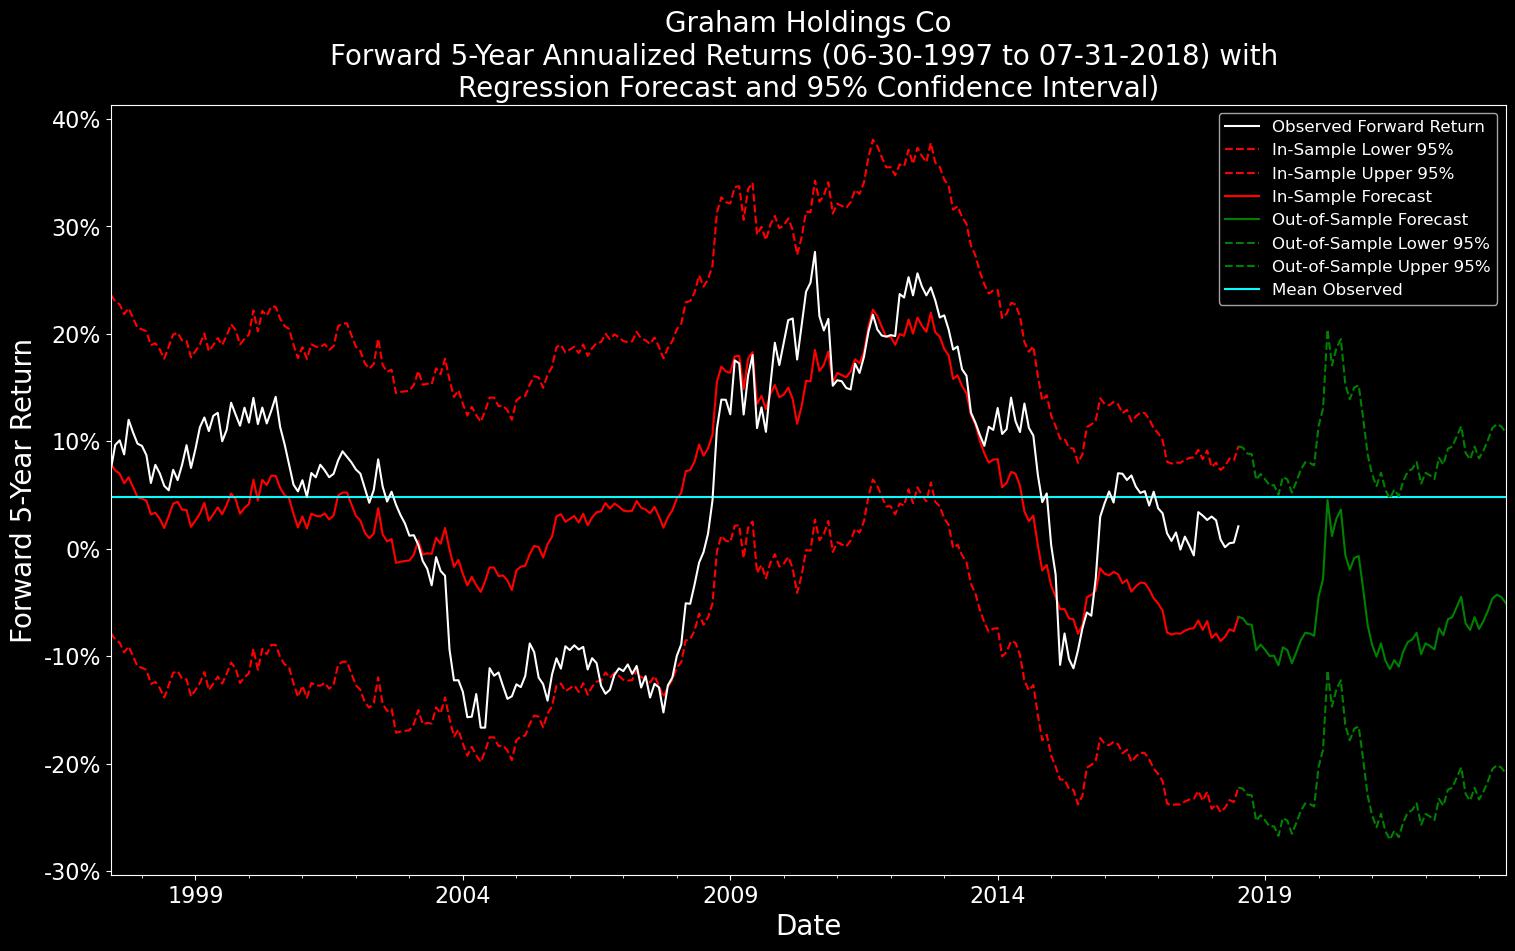 Graham Holdings Co
Forward 5-Year Annualized Returns (06-30-1997 to 07-31-2018) with
Regression Forecast and 95% Confidence Interval)
Forward 5-Year Return
40%
30%
20%
10%
0%
-10%
-20%
-30%
Observed Forward Return
In-Sample Lower 95%
In-Sample Upper 95%
In-Sample Forecast
Out-of-Sample Forecast
Out-of-Sample Lower 95%
Out-of-Sample Upper 95%
Mean Observed
1999 2004 2009 2014 2019
Date